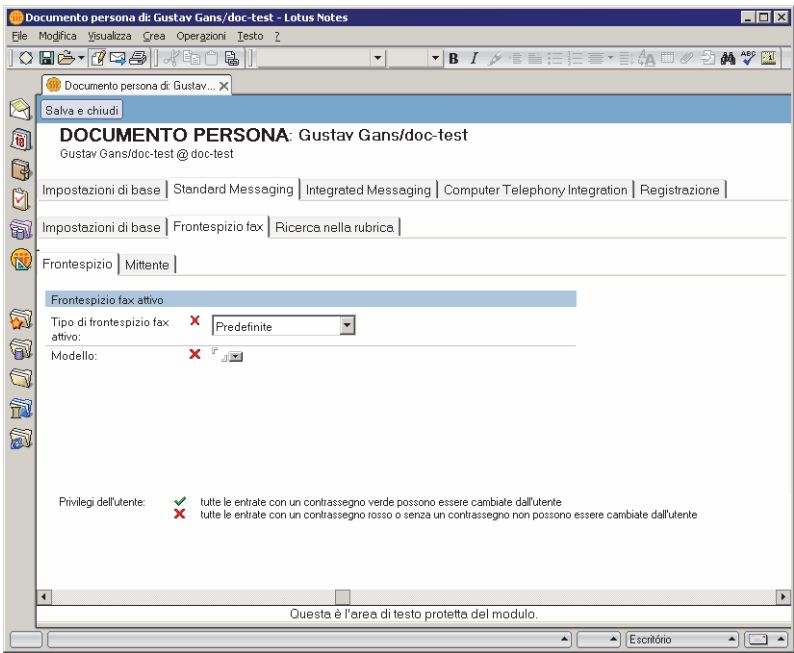 Documento persona di: Gustav Gans/doc-test - Lotus Notes
File Modifica Visualizza Crea Operazioni Testo ?
B I ABC
Documento persona di: Gustav... X
18
Salva e chiudi
DOCUMENTO PERSONA: Gustav Gans/doc-test
Gustav Gans/doc-test @ doc-test
Impostazioni di base Standard Messaging Integrated Messaging Computer Telephony Integration Registrazione
Impostazioni di base Frontespizio fax Ricerca nella rubrica
Frontespizio Mittente
Frontespizio fax attivo
Tipo di frontespizio fax Predefinite
attivo:
Modello:
Privilegi dell'utente: tutte le entrate con un contrassegno verde possono essere cambiate dall'utente
tutte le entrate con un contrassegno rosso o senza un contrassegno non possono essere cambiate dall'utente
Questa è l'area di testo protetta del modulo.
Escritório